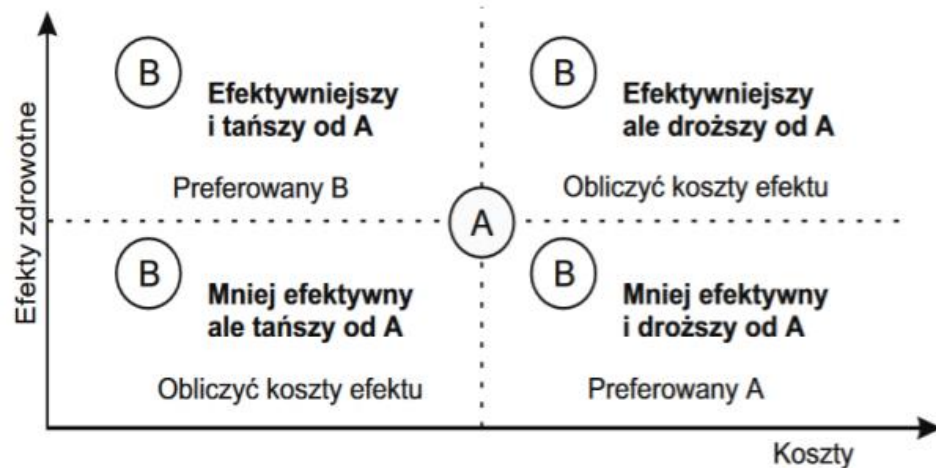 Efekty zdrowotne
B
Efektywniejszy
i tańszy od A
Preferowany B
B
Efektywniejszy
ale droższy od A
Obliczyć koszty efektu
A
B
Mniej efektywny
ale tańszy od A
Obliczyć koszty efektu
B
Mniej efektywny
i droższy od A
Preferowany A
Koszty